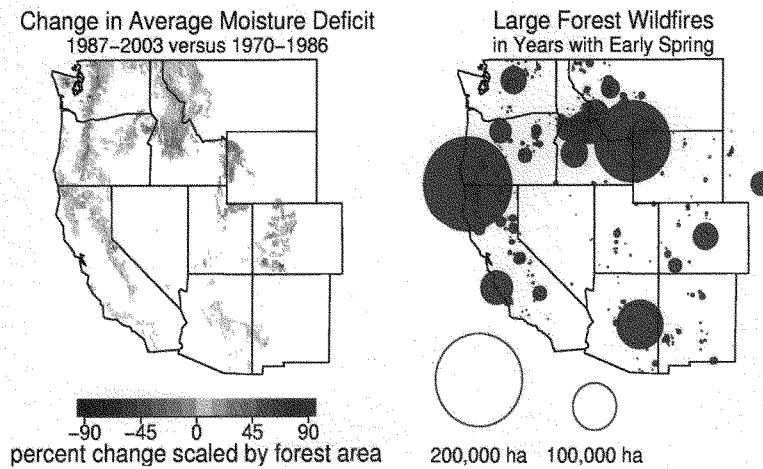 Change in Average Moisture Deficit
1987–2003 versus 1970–1986
Large Forest Wildfires
in Years with Early Spring
−90 −45 0 45 90
percent change scaled by forest area
200,000 ha 100,000 ha